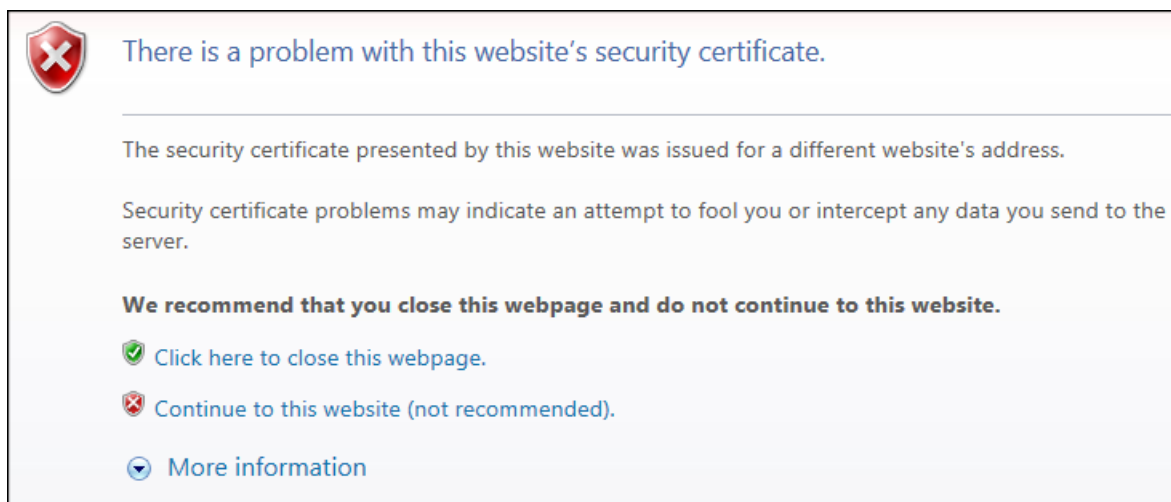 There is a problem with this website's security certificate.
The security certificate presented by this website was issued for a different website's address.
Security certificate problems may indicate an attempt to fool you or intercept any data you send to the
server.
We recommend that you close this webpage and do not continue to this website.
Click here to close this webpage.
Continue to this website (not recommended).
More information